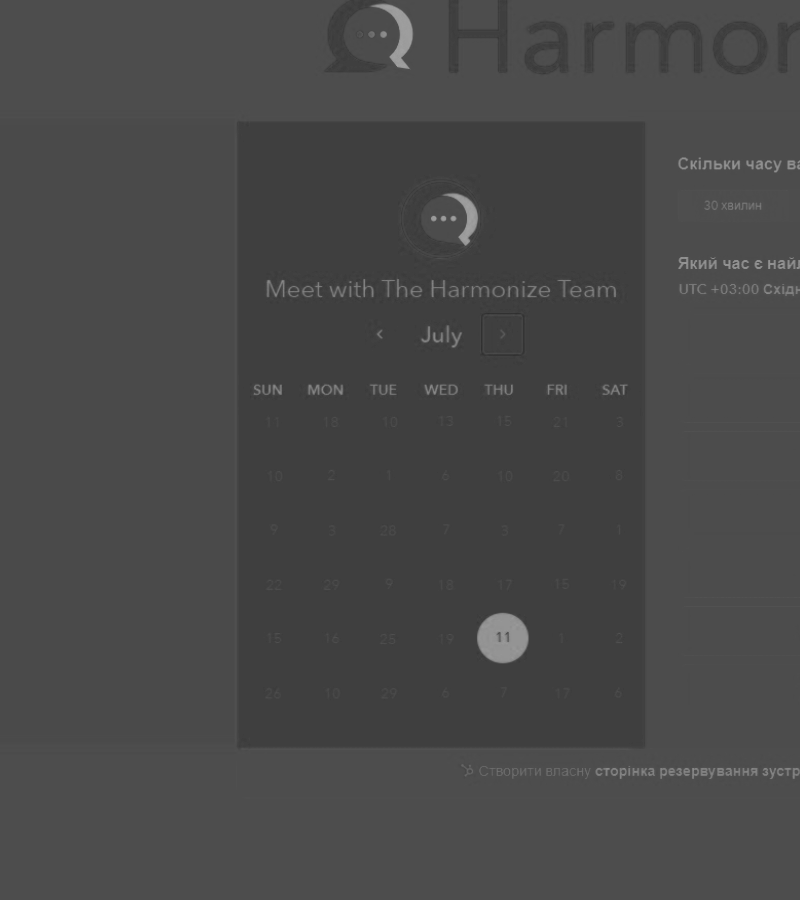 Harmon
Meet with The Harmonize Team
July
SUN MON TUE WED THU FRI SAT
11 18 10 13 15 21 3
10 2 1 6 10 20 8
9 3 28 7 3 7 1
22 29 9 18 17 15 19
15 16 25 19 11 1 2
26 10 29 6 7 17 6
Скільки часу ва
30 хвилин
Який час є найл
UTC +03:00 Східн
Створити власну сторінка резервування зустр